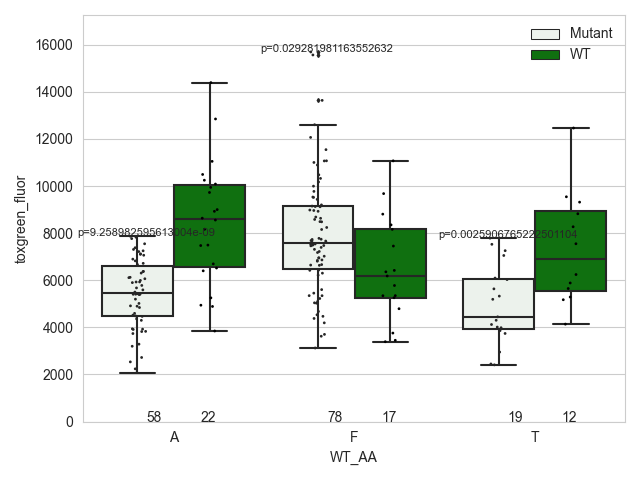 16000
14000
12000
10000
8000
6000
4000
2000
0
toxgreen_fluor
p=9.258982595613004e-09
p=0.029281981163552632
p=0.0025906765222501104
Mutant
WT
58
22
78
17
19
12
A
F
T
WT_AA